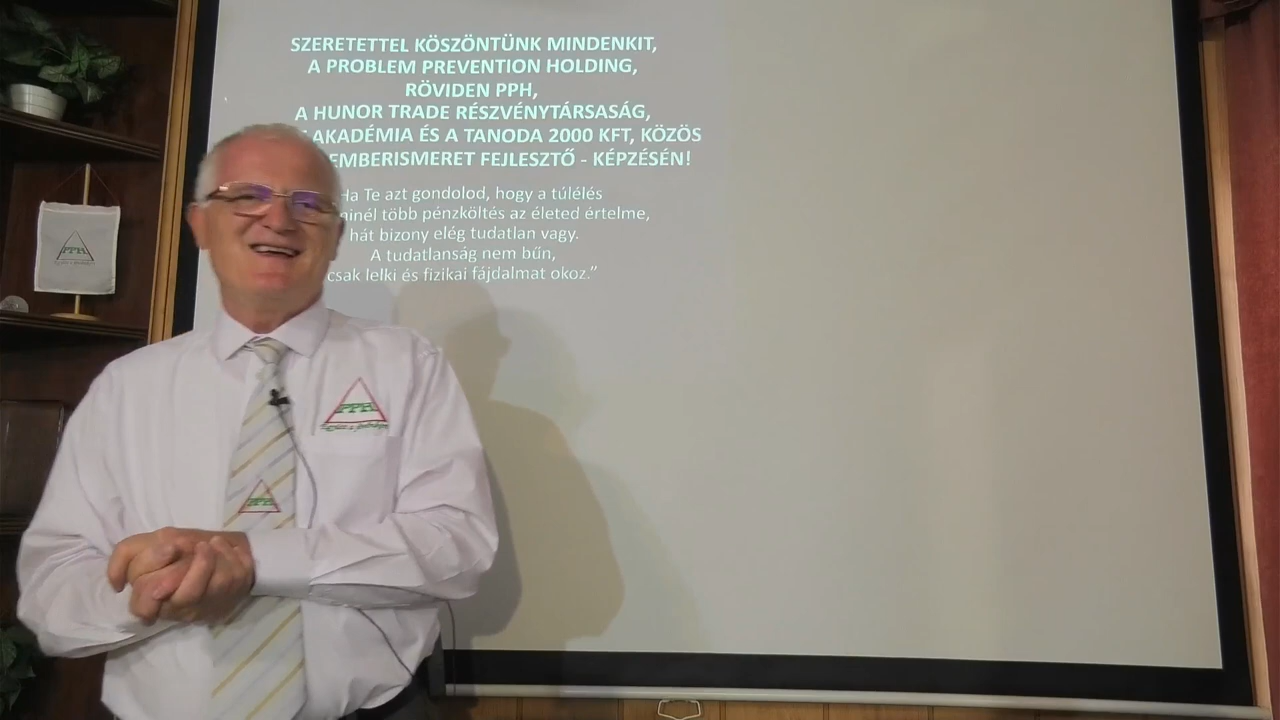 SZERETETTEL KÖSZÖNTÜNK MINDENKIT,
A PROBLEM PREVENTION HOLDING,
RÖVIDEN PPH,
A HUNOR TRADE RÉSZVÉNYTÁRSASÁG,
AKADÉMIA ÉS A TANODA 2000 KFT, KÖZÖS
EMBERISMERET FEJLESZTŐ - KÉPZÉSÉN!
Ha Te azt gondolod, hogy a túlélés
minél több pénzköltés az életed értelme,
hát bizony elég tudatlan vagy.
A tudatlanság nem bűn,
csak lelki és fizikai fájdalmat okoz.”
PPH
PPH
PPH